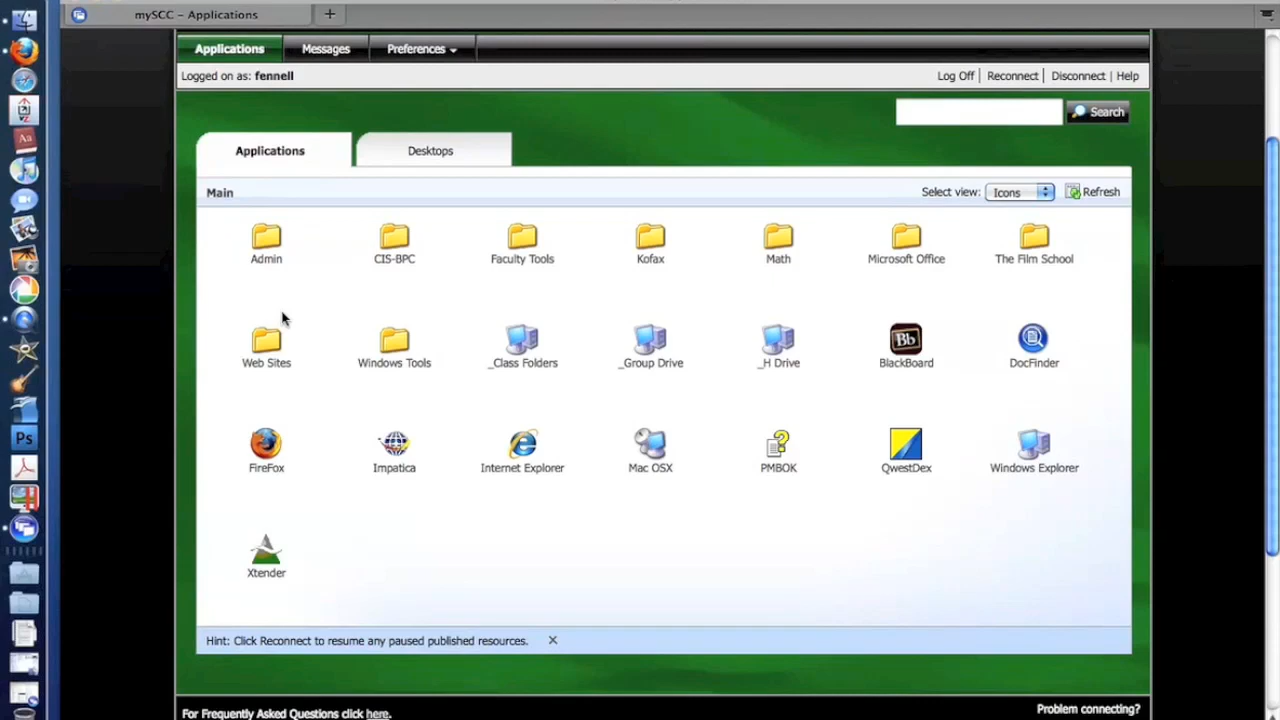 mySCC – Applications
+
Applications Messages Preferences
Logged on as: fennell Log Off | Reconnect | Disconnect | Help
Search
Applications Desktops
Main Select view: Icons Refresh
Admin CIS-BPC Faculty Tools Kofax Math Microsoft Office The Film School
Bb
Web Sites Windows Tools _Class Folders _Group Drive _H Drive BlackBoard DocFinder
FireFox Impatica Internet Explorer Mac OSX PMBOK QwestDex Windows Explorer
Xtender
Hint: Click Reconnect to resume any paused published resources.
For Frequently Asked Questions click here. Problem connecting?
Aa
Ps